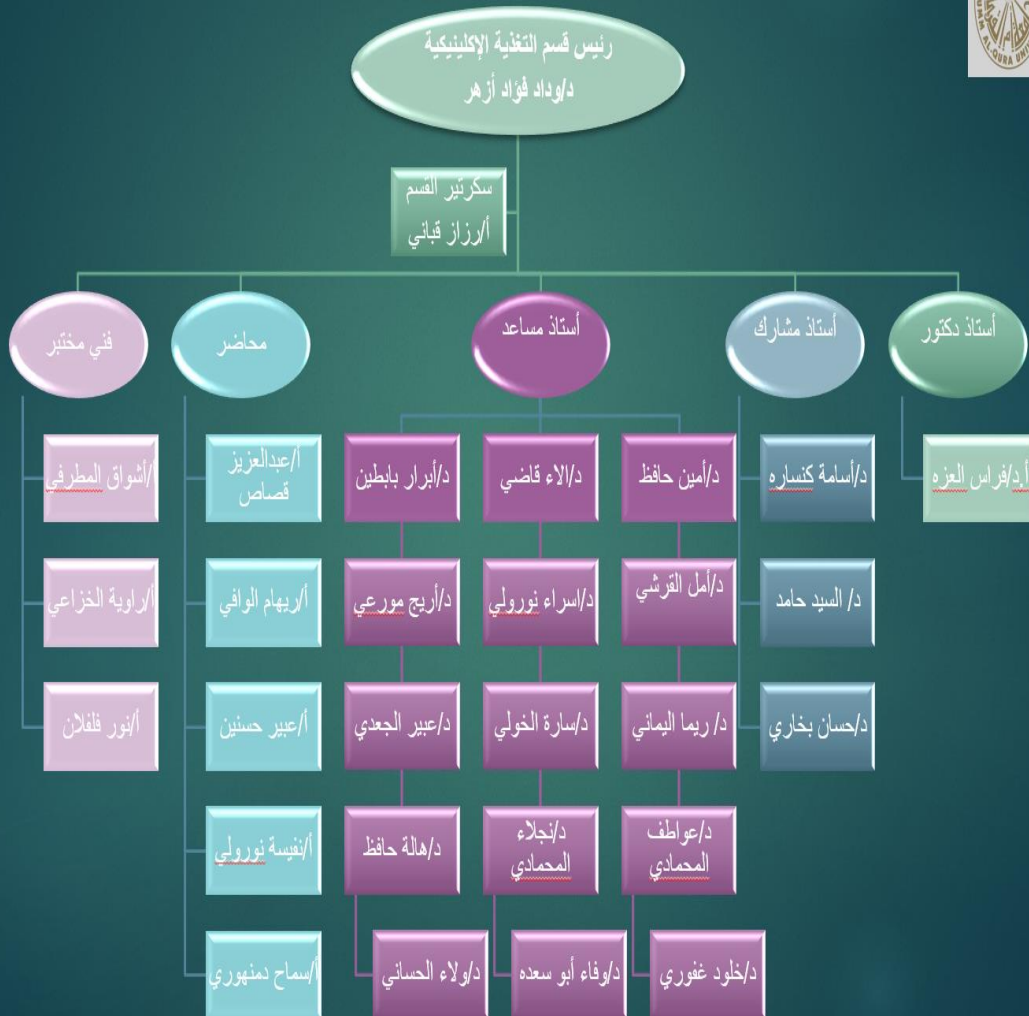 رئيس قسم التغذية الإكلينيكية
د/وداد فؤاد أزهر
سكرتير القسم
أ/رزاز قباني
أستاذ دكتور
أستاذ مشارك
أستاذ مساعد
محاضر
فني مختبر
أ.د/فراس العزه
د/أسامة كنساره
د/أمين حافظ
د/الاء قاضي
د/أبرار بابطين
أ/عبدالعزيز
قصاص
أ/أشواق المطرفي
د/ السيد حامد
د/أمل القرشي
د/اسراء نورولي
د/أريج مورعي
أ/ريهام الوافي
أ/راوية الخزاعي
د/حسان بخاري
د/ ريما اليماني
د/سارة الخولي
د/عبير الجعدي
أ/عبير حسنين
أ/نور فلفلان
د/عواطف
المحمادي
د/نجلاء
المحمادي
د/هالة حافظ
أ/نفيسة نورولي
د/خلود غفوري
د/وفاء أبو سعده
د/ولاء الحساني
أ/سماح دمنهوري